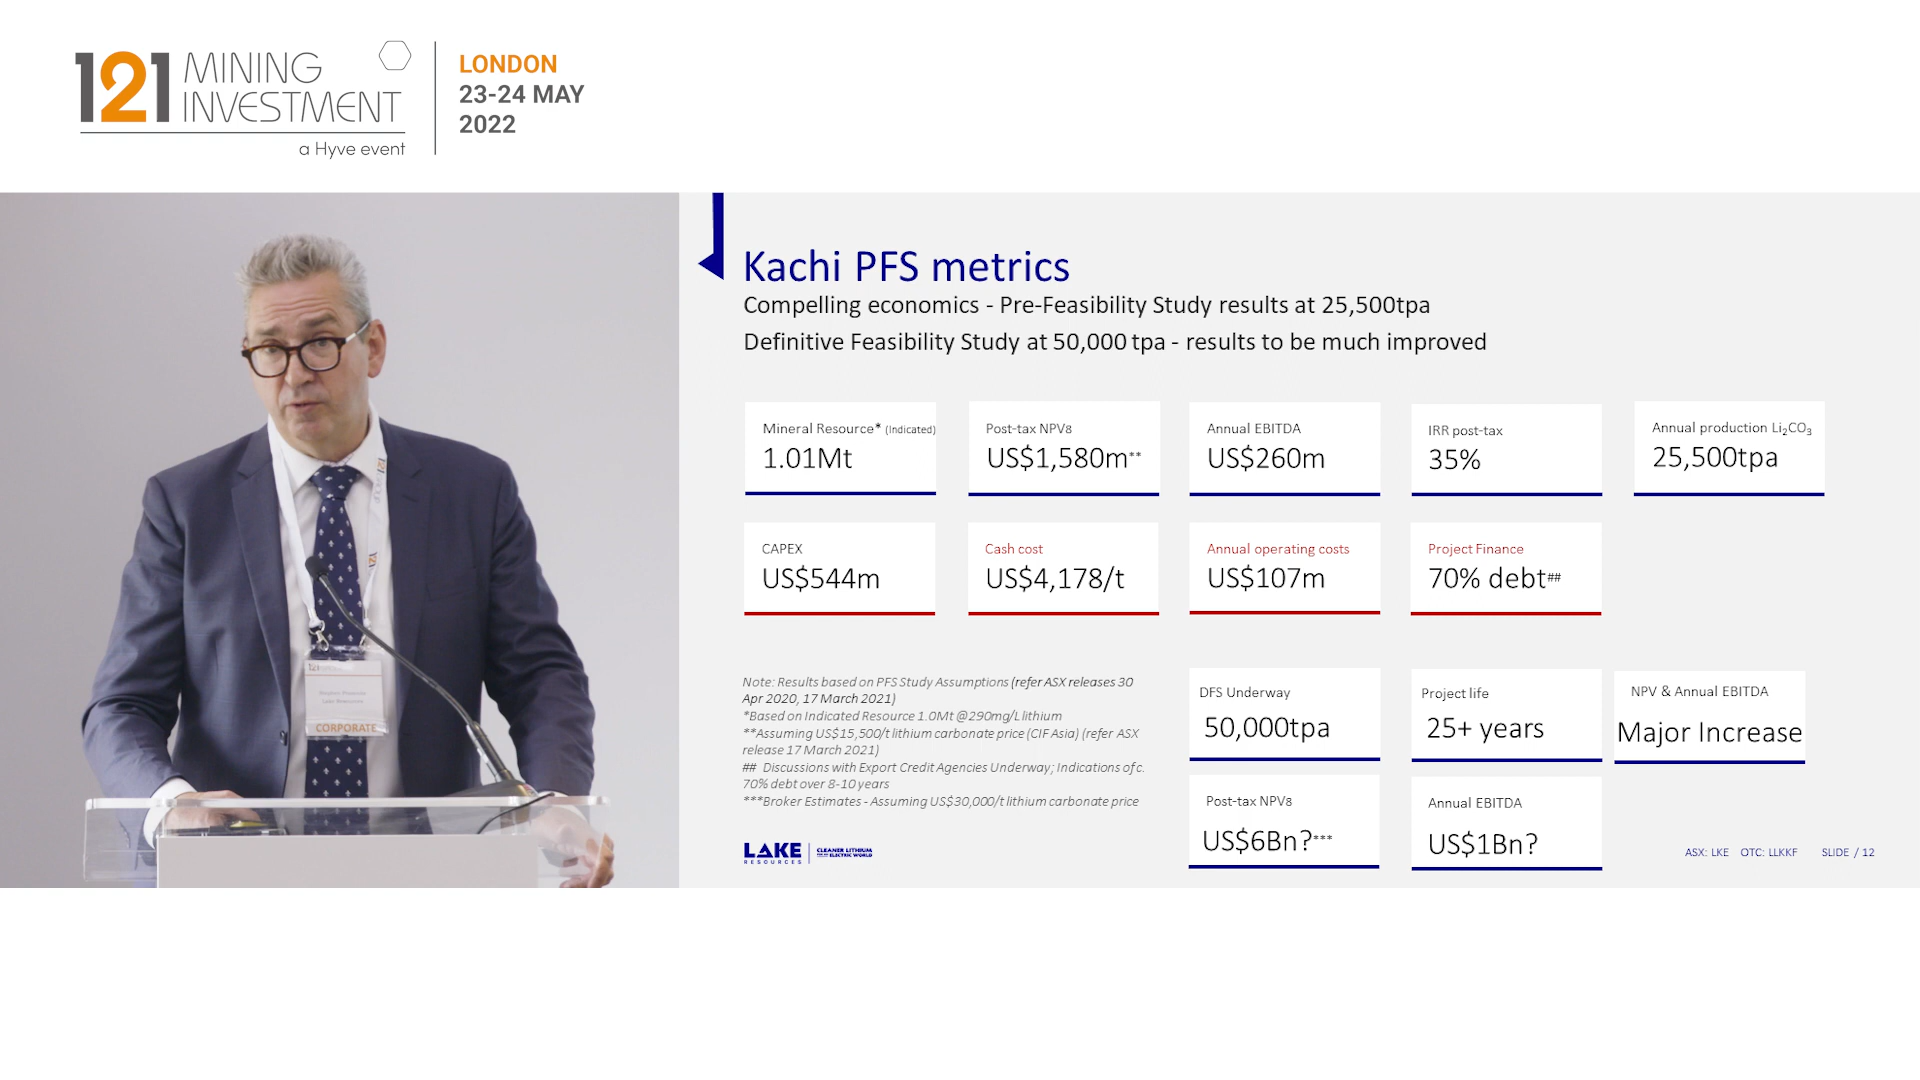 121 MINING
INVESTMENT
a Hyve event
LONDON
23-24 MAY
2022
Kachi PFS metrics
Compelling economics - Pre-Feasibility Study results at 25,500tpa
Definitive Feasibility Study at 50,000 tpa - results to be much improved
Mineral Resource* (Indicated)
1.01Mt
Post-tax NPV8
US$1,580m**
Annual EBITDA
US$260m
IRR post-tax
35%
Annual production Li₂CO₃
25,500tpa
CAPEX
US$544m
Cash cost
US$4,178/t
Annual operating costs
US$107m
Project Finance
70% debt##
Note: Results based on PFS Study Assumptions (refer ASX releases 30
Apr 2020, 17 March 2021)
*Based on Indicated Resource 1.0Mt @290mg/L lithium
**Assuming US$15,500/t lithium carbonate price (CIF Asia) (refer ASX
release 17 March 2021)
## Discussions with Export Credit Agencies Underway; Indications of c.
70% debt over 8-10 years
***Broker Estimates - Assuming US$30,000/t lithium carbonate price
DFS Underway
50,000tpa
Project life
25+ years
NPV & Annual EBITDA
Major Increase
Post-tax NPV8
US$6Bn?***
Annual EBITDA
US$1Bn?
LAKE
RESOURCES
CLEANER LITHIUM
FOR AN ELECTRIC WORLD
ASX: LKE OTC: LLKKF SLIDE / 12
121
CORPORATE